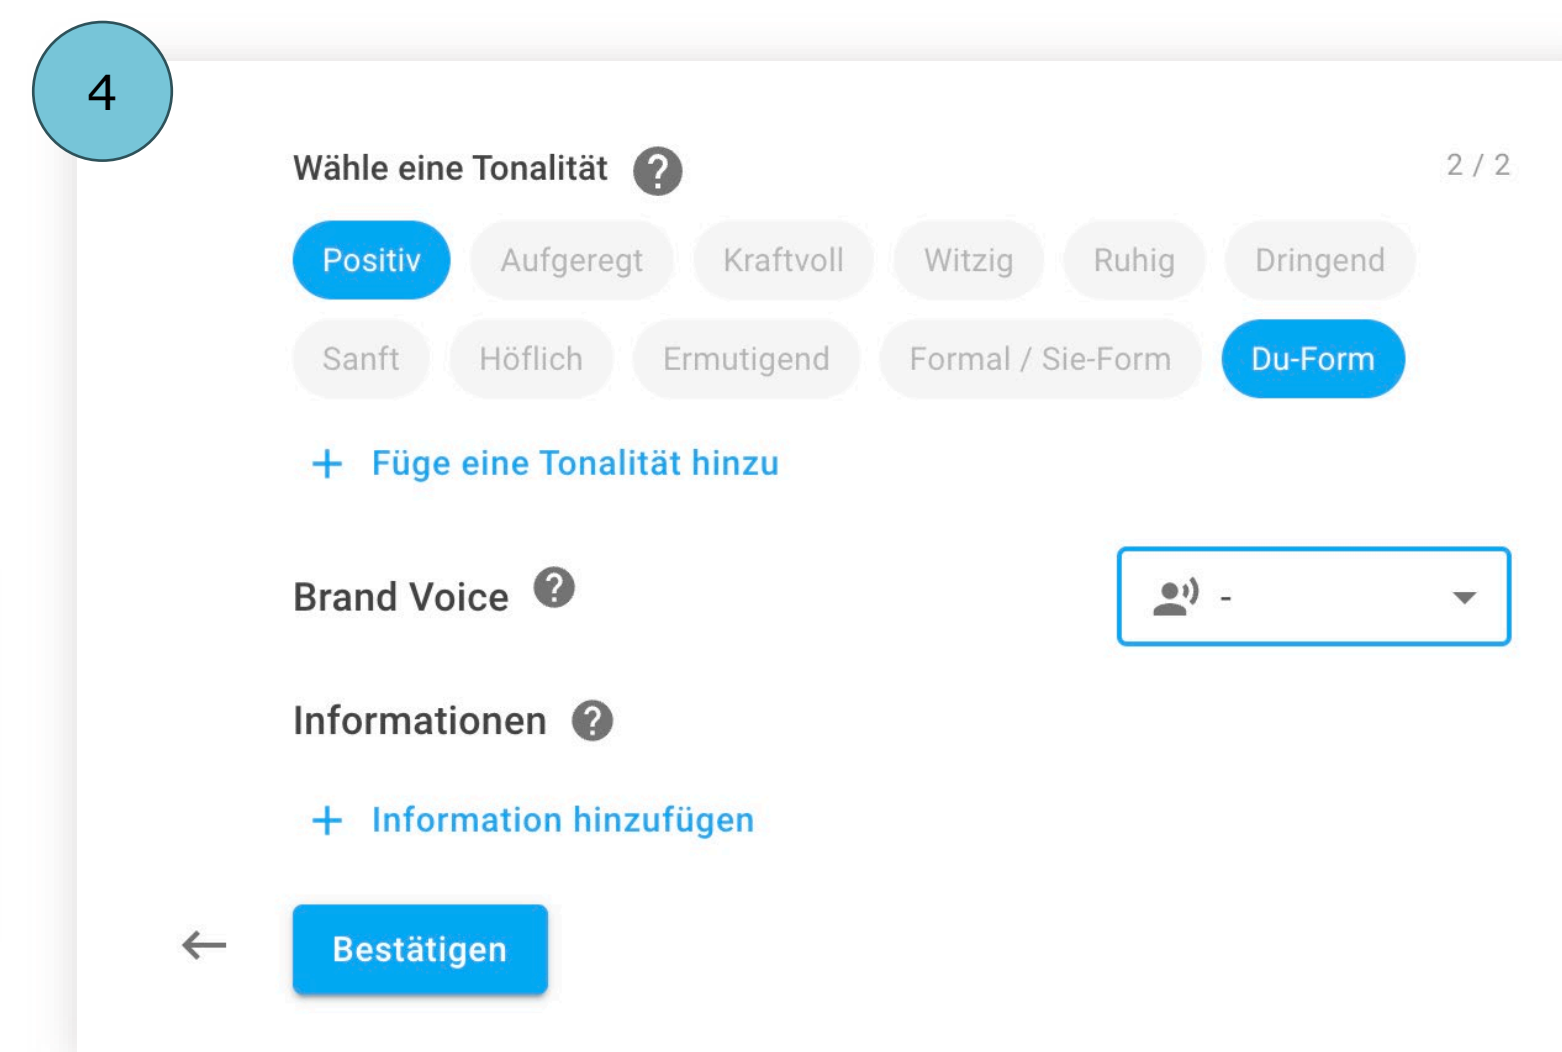 4
Wähle eine Tonalität ? 2 / 2
Positiv Aufgeregt Kraftvoll Witzig Ruhig Dringend
Sanft Höflich Ermutigend Formal / Sie-Form Du-Form
+ Füge eine Tonalität hinzu
Brand Voice ? -
Informationen ?
+ Information hinzufügen
Bestätigen